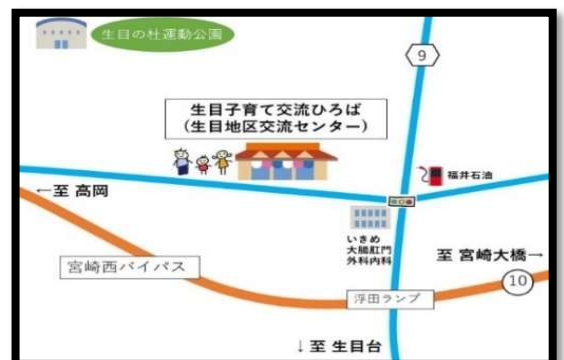 生目の杜運動公園
9
生目子育て交流ひろば
(生目地区交流センター)
福井石油
←至 高岡
いきめ
大腸肛門
外科内科
至 宮崎大橋→
宮崎西バイパス
10
浮田ランプ
↓至 生目台